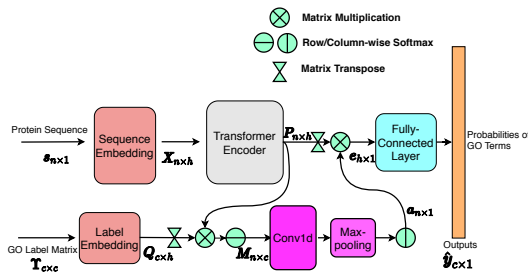 Matrix Multiplication
Row/Column-wise Softmax
Matrix Transpose
Protein Sequence
s n×1
Sequence
Embedding
X n×h
Transformer
Encoder
P n×h
e h×1
Fully-
Connected
Layer
Probabilities of
GO Terms
GO Label Matrix
Υ c×c
Label
Embedding
Q c×h
M n×c
Conv1d
Max-
pooling
a n×1
Outputs
ŷ c×1